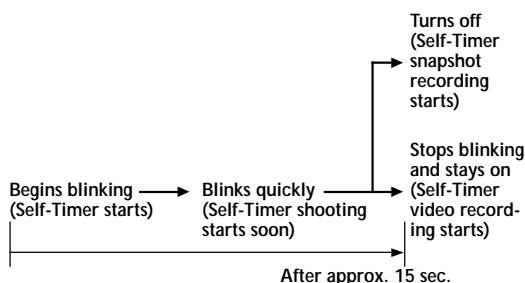 Turns off
(Self-Timer
snapshot
recording
starts)
Begins blinking
(Self-Timer starts)
Blinks quickly
(Self-Timer shooting
starts soon)
Stops blinking
and stays on
(Self-Timer
video record-
ing starts)
After approx. 15 sec.